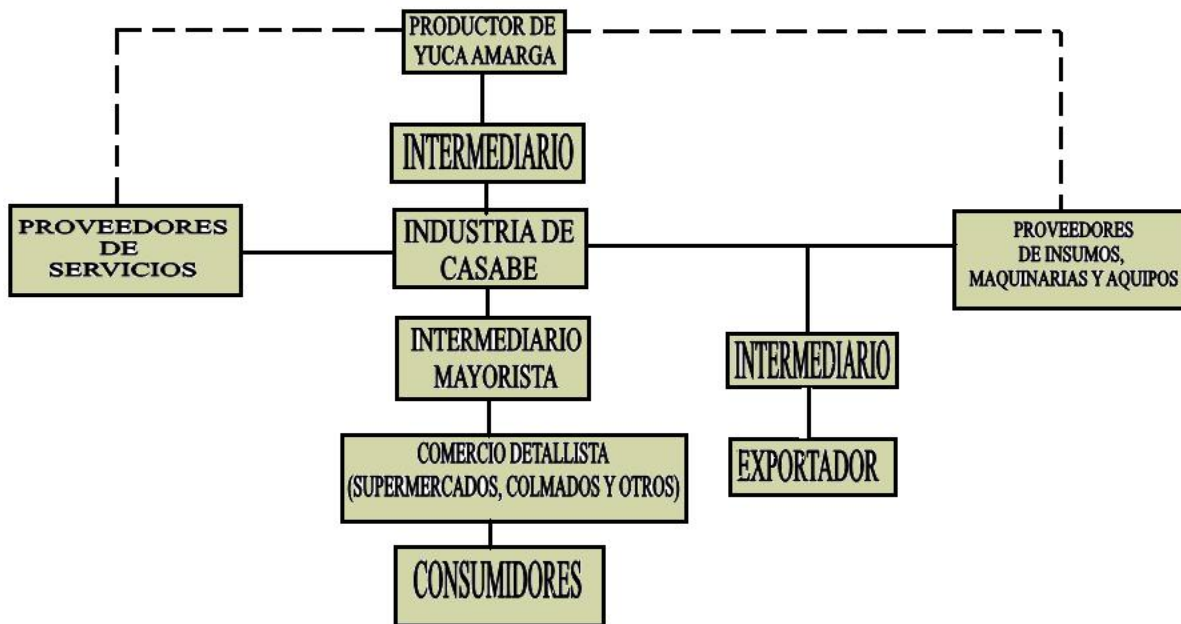 PRODUCTOR DE
YUCA AMARGA
INTERMEDIARIO
PROVEEDORES
DE
SERVICIOS
INDUSTRIA DE
CASABE
PROVEEDORES
DE INSUMOS,
MAQUINARIAS Y AQUIPOS
INTERMEDIARIO
MAYORISTA
INTERMEDIARIO
COMERCIO DETALLISTA
(SUPERMERCADOS, COLMADOS Y OTROS)
EXPORTADOR
CONSUMIDORES